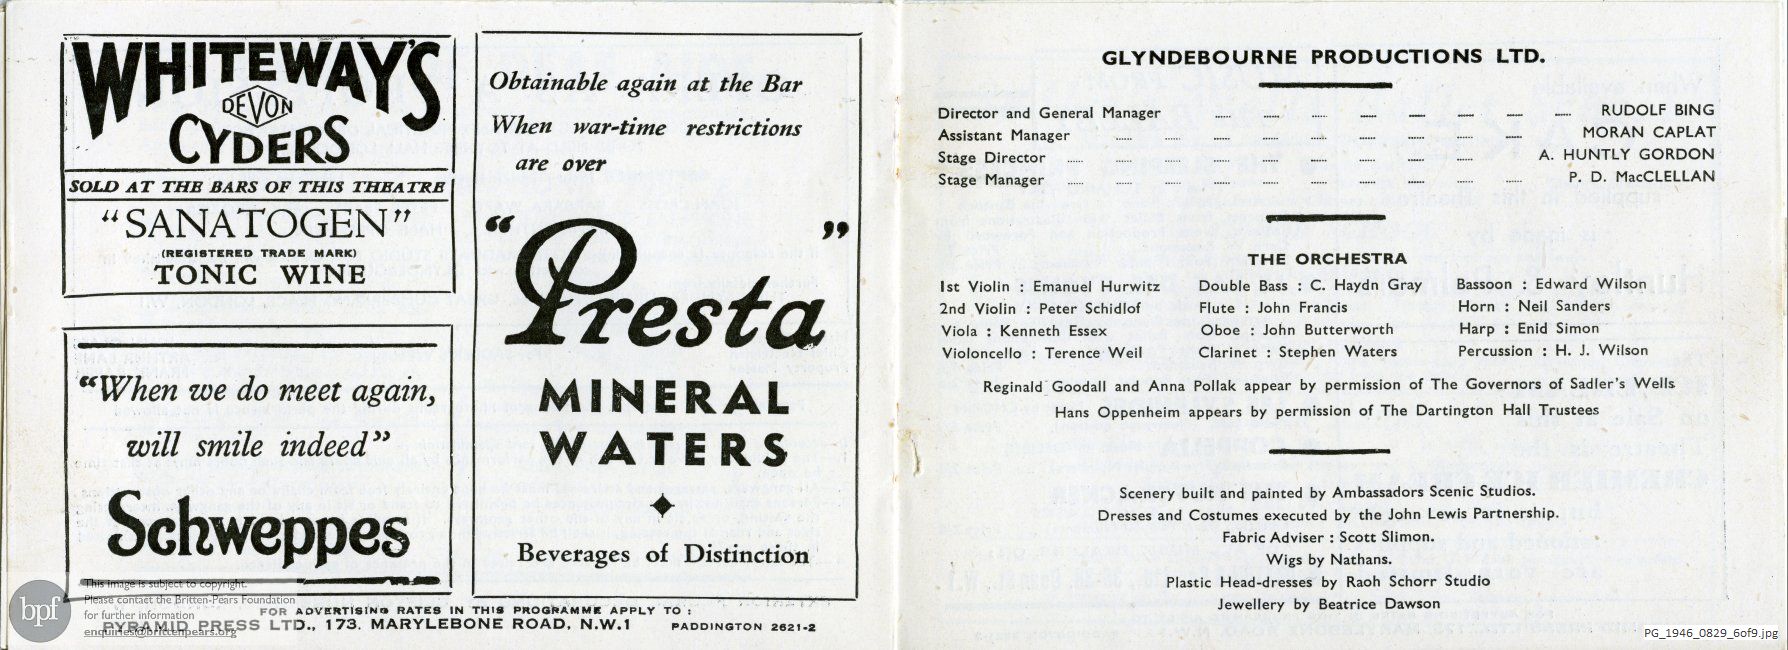 WHITEWAY'S
DEVON
CYDERS
SOLD AT THE BARS OF THIS THEATRE
"SANATOGEN"
(REGISTERED TRADE MARK)
TONIC WINE
"When we do meet again,
will smile indeed"
Schweppes
Obtainable again at the Bar
When war-time restrictions
are over
"Presta"
MINERAL
WATERS
Beverages of Distinction
FOR ADVERTISING RATES IN THIS PROGRAMME APPLY TO :
PYRAMID PRESS LTD., 173. MARYLEBONE ROAD, N.W.1 PADDINGTON 2621-2
bpf
This image is subject to copyright.
Please contact the Britten-Pears Foundation
for further information
enquiries@brittenpears.org
GLYNDEBOURNE PRODUCTIONS LTD.
Director and General Manager RUDOLF BING
Assistant Manager MORAN CAPLAT
Stage Director A. HUNTLY GORDON
Stage Manager P. D. MacCLELLAN
THE ORCHESTRA
1st Violin : Emanuel Hurwitz Double Bass : C. Haydn Gray Bassoon : Edward Wilson
2nd Violin : Peter Schidlof Flute : John Francis Horn : Neil Sanders
Viola : Kenneth Essex Oboe : John Butterworth Harp : Enid Simon
Violoncello : Terence Weil Clarinet : Stephen Waters Percussion : H. J. Wilson
Reginald Goodall and Anna Pollak appear by permission of The Governors of Sadler's Wells
Hans Oppenheim appears by permission of The Dartington Hall Trustees
Scenery built and painted by Ambassadors Scenic Studios.
Dresses and Costumes executed by the John Lewis Partnership.
Fabric Adviser : Scott Slimon.
Wigs by Nathans.
Plastic Head-dresses by Raoh Schorr Studio
Jewellery by Beatrice Dawson
PG_1946_0829_6of9.jpg